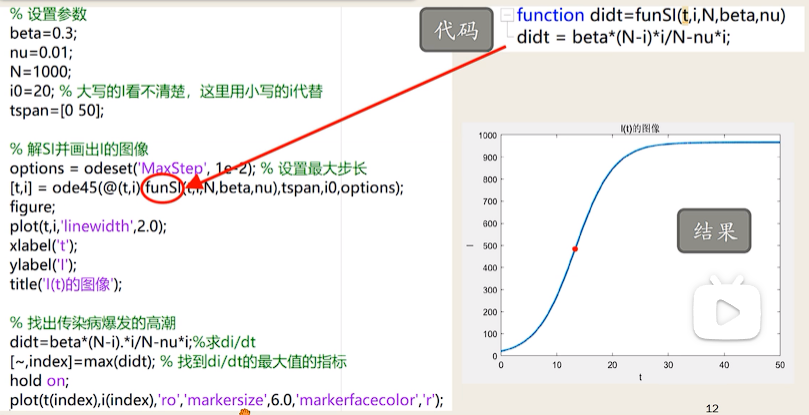 % 设置参数
beta=0.3;
nu=0.01;
N=1000;
i0=20; % 大写的I看不清楚，这里用小写的i代替
tspan=[0 50];
% 解SI并画出I的图像
options = odeset('MaxStep', 1e-2); % 设置最大步长
[t,i] = ode45(@(t,i)funSI(t,i,N,beta,nu),tspan,i0,options);
figure;
plot(t,i,'linewidth',2.0);
xlabel('t');
ylabel('I');
title('I(t)的图像');
% 找出传染病爆发的高潮
didt=beta*(N-i).*i/N-nu*i;%求di/dt
[~,index]=max(didt); % 找到di/dt的最大值的指标
hold on;
plot(t(index),i(index),'ro','markersize',6.0,'markerfacecolor','r');
代码
function didt=funSI(t,i,N,beta,nu)
didt = beta*(N-i)*i/N-nu*i;
I(t)的图像
1000
900
800
700
600
500
400
300
200
100
0
I
结果
0 10 20 30 40 50
t
12